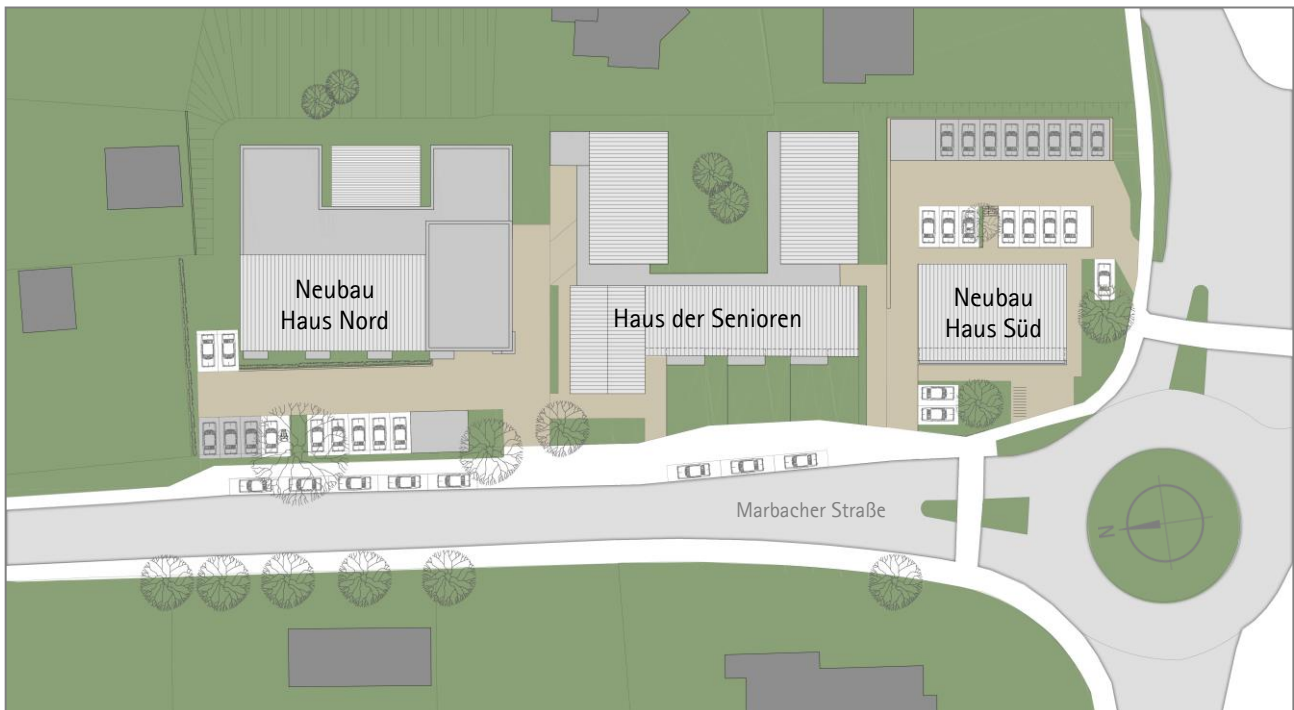 Neubau
Haus Nord
Haus der Senioren
Neubau
Haus Süd
Marbacher Straße
N